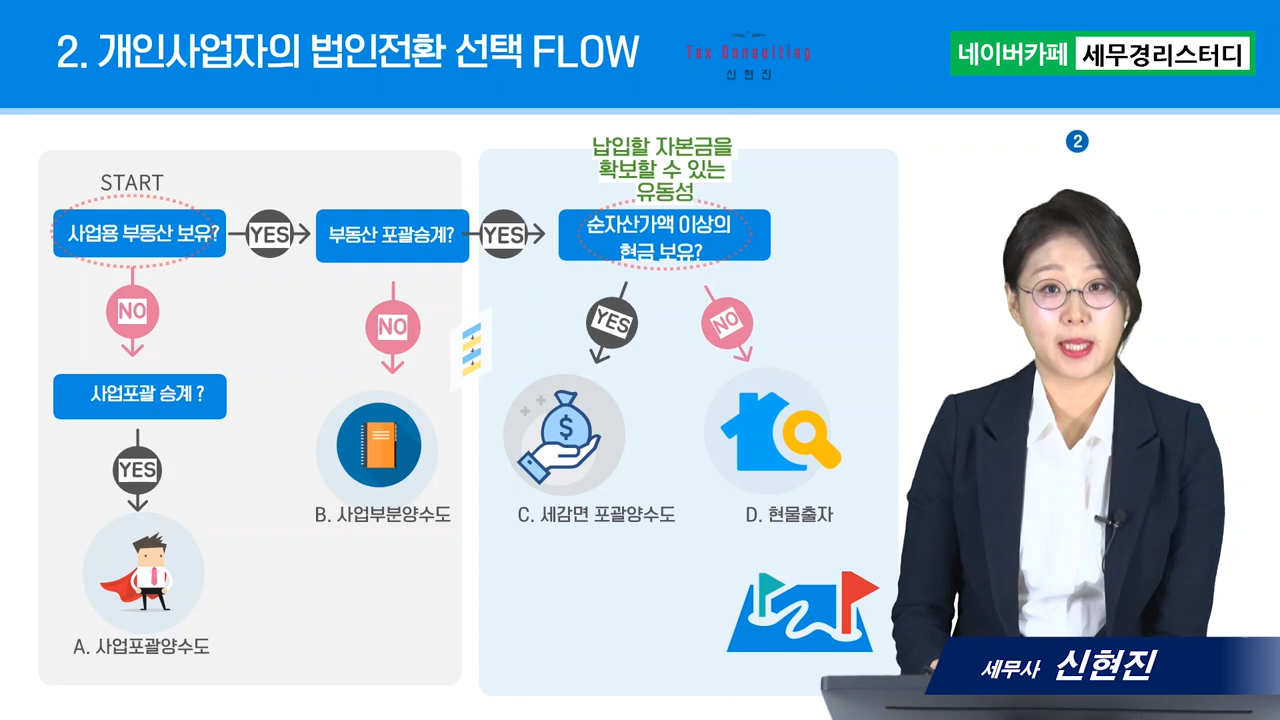 2. 개인사업자의 법인전환 선택 FLOW
Tax Consulting
신현진
네이버카페 세무경리스터디
2
START
납입할 자본금을
확보할 수 있는
유동성
사업용 부동산 보유?
YES
부동산 포괄승계?
YES
순자산가액 이상의
현금 보유?
NO
NO
YES
NO
사업포괄 승계 ?
YES
$
B. 사업부분양수도
C. 세감면 포괄양수도
D. 현물출자
A. 사업포괄양수도
세무사 신현진